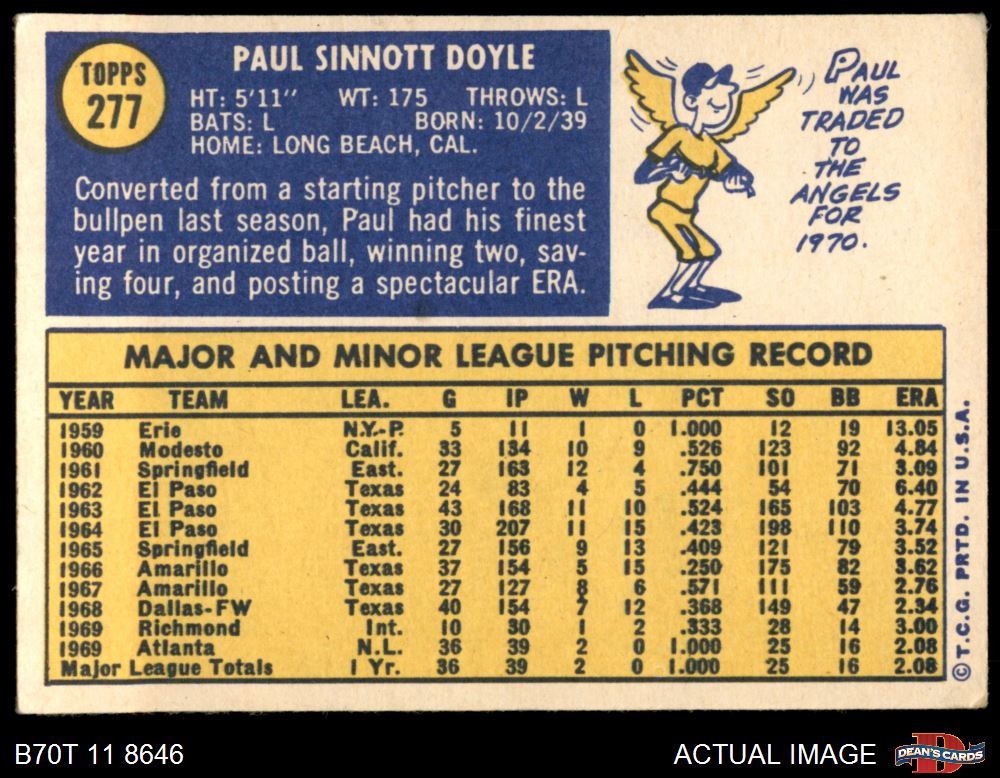 TOPPS
277
PAUL SINNOTT DOYLE
HT: 5'11" WT: 175 THROWS: L
BATS: L BORN: 10/2/39
HOME: LONG BEACH, CAL.
Converted from a starting pitcher to the
bullpen last season, Paul had his finest
year in organized ball, winning two, sav-
ing four, and posting a spectacular ERA.
PAUL
WAS
TRADED
TO
THE
ANGELS
FOR
1970.
MAJOR AND MINOR LEAGUE PITCHING RECORD
YEAR TEAM LEA. G IP W L PCT SO BB ERA
1959 Erie N.Y.-P. 5 11 1 0 1.000 12 19 13.05
1960 Modesto Calif. 33 134 10 9 .526 123 92 4.84
1961 Springfield East. 27 163 12 4 .750 101 71 3.09
1962 El Paso Texas 24 83 4 5 .444 54 70 6.40
1963 El Paso Texas 43 168 11 10 .524 165 103 4.77
1964 El Paso Texas 30 207 11 15 .423 198 110 3.74
1965 Springfield East. 27 156 9 13 .409 121 79 3.52
1966 Amarillo Texas 37 154 5 15 .250 175 82 3.62
1967 Amarillo Texas 27 127 8 6 .571 111 59 2.76
1968 Dallas-FW Texas 40 154 7 12 .368 149 47 2.34
1969 Richmond Int. 10 30 1 2 .333 28 14 3.00
1969 Atlanta N.L. 36 39 2 0 1.000 25 16 2.08
Major League Totals 1 Yr. 36 39 2 0 1.000 25 16 2.08
© T.C.G. PRTD. IN U.S.A.
B70T 11 8646
ACTUAL IMAGE
DEAN'S CARDS